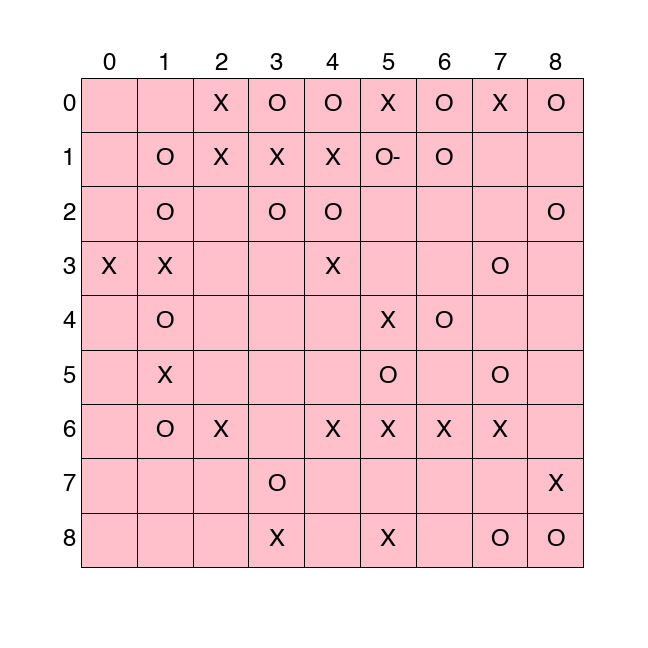 0 1 2 3 4 5 6 7 8
0 X O O X O X O
1 O X X X O- O
2 O O O O
3 X X X O
4 O X O
5 X O O
6 O X X X X X
7 O X
8 X X O O